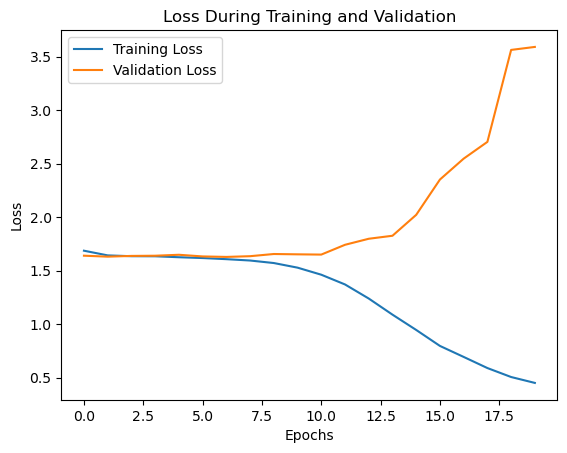 Loss During Training and Validation
Training Loss
Validation Loss
3.5
3.0
2.5
2.0
1.5
1.0
0.5
Loss
0.0 2.5 5.0 7.5 10.0 12.5 15.0 17.5
Epochs